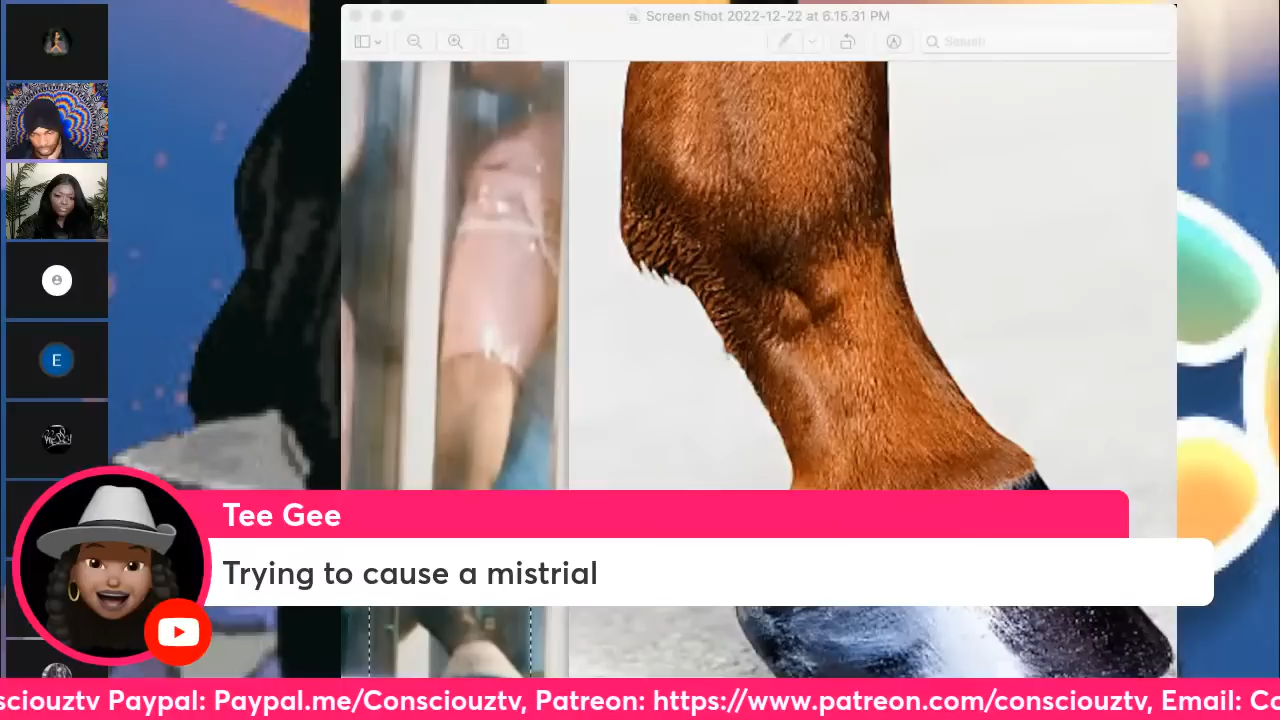 Screen Shot 2022-12-22 at 6.15.31 PM
Search
E
Tee Gee
Trying to cause a mistrial
sciouztv Paypal: Paypal.me/Consciouztv, Patreon: https://www.patreon.com/consciouztv, Email: Co